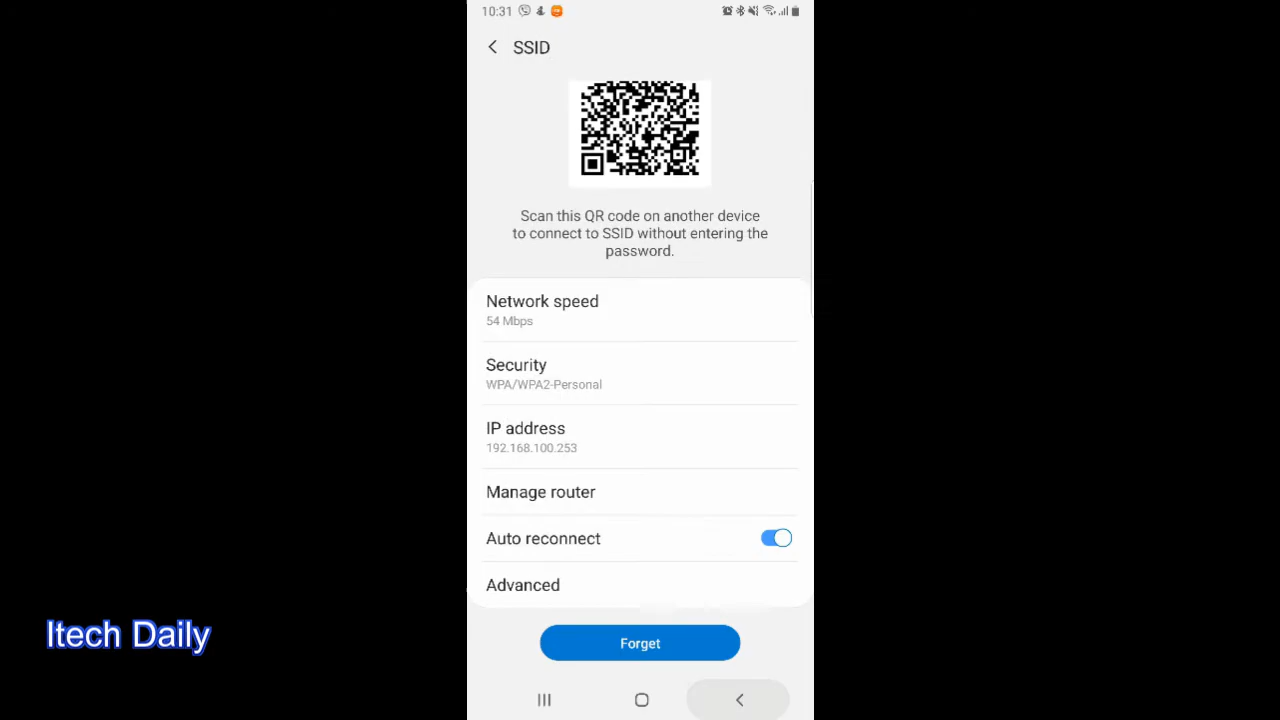 10:31
SSID
Scan this QR code on another device
to connect to SSID without entering the
password.
Network speed
54 Mbps
Security
WPA/WPA2-Personal
IP address
192.168.100.253
Manage router
Auto reconnect
Advanced
Itech Daily
Forget